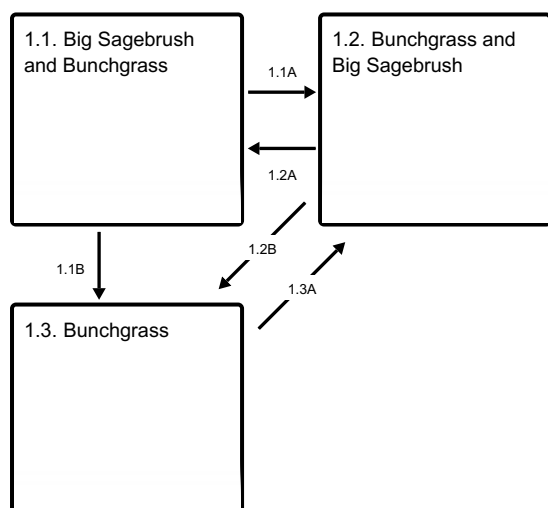 1.1. Big Sagebrush
and Bunchgrass
1.1A
1.2. Bunchgrass and
Big Sagebrush
1.2A
1.2B
1.1B
1.3A
1.3. Bunchgrass